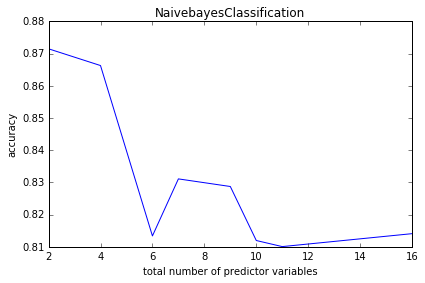 NaivebayesClassification
0.88
0.87
0.86
0.85
0.84
0.83
0.82
0.81
accuracy
2 4 6 8 10 12 14 16
total number of predictor variables